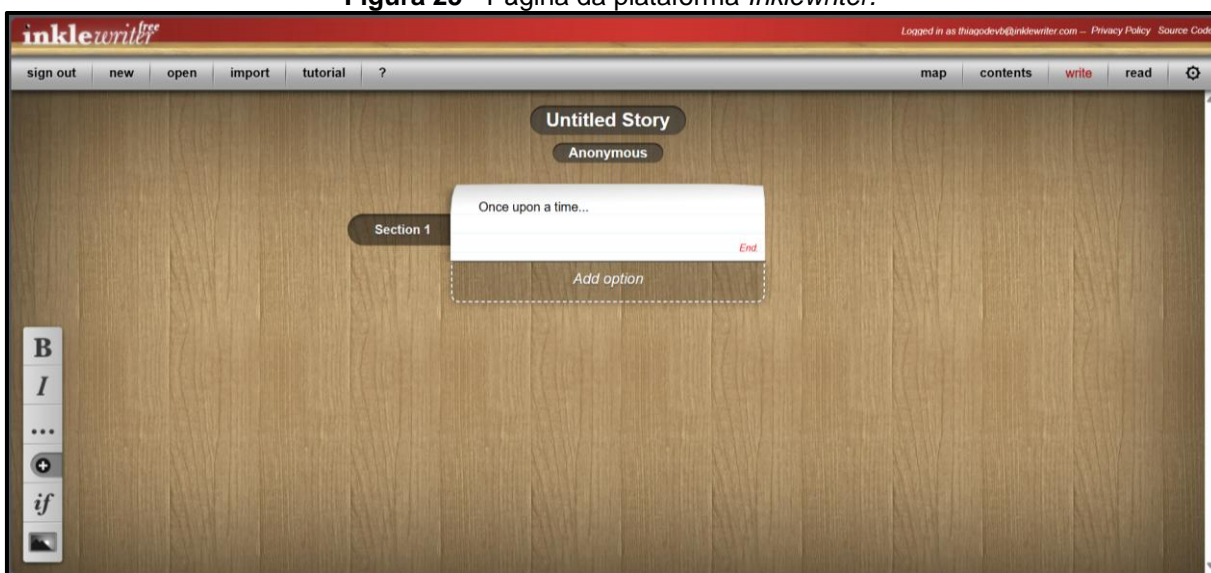 Figura 28 - Página da plataforma Inklewriter.
inklewriter free
Logged in as thiagodevb@inklewriter.com – Privacy Policy Source Code
sign out new open import tutorial ? map contents write read
Untitled Story
Anonymous
Once upon a time...
Section 1
End
Add option
B
I
...
if